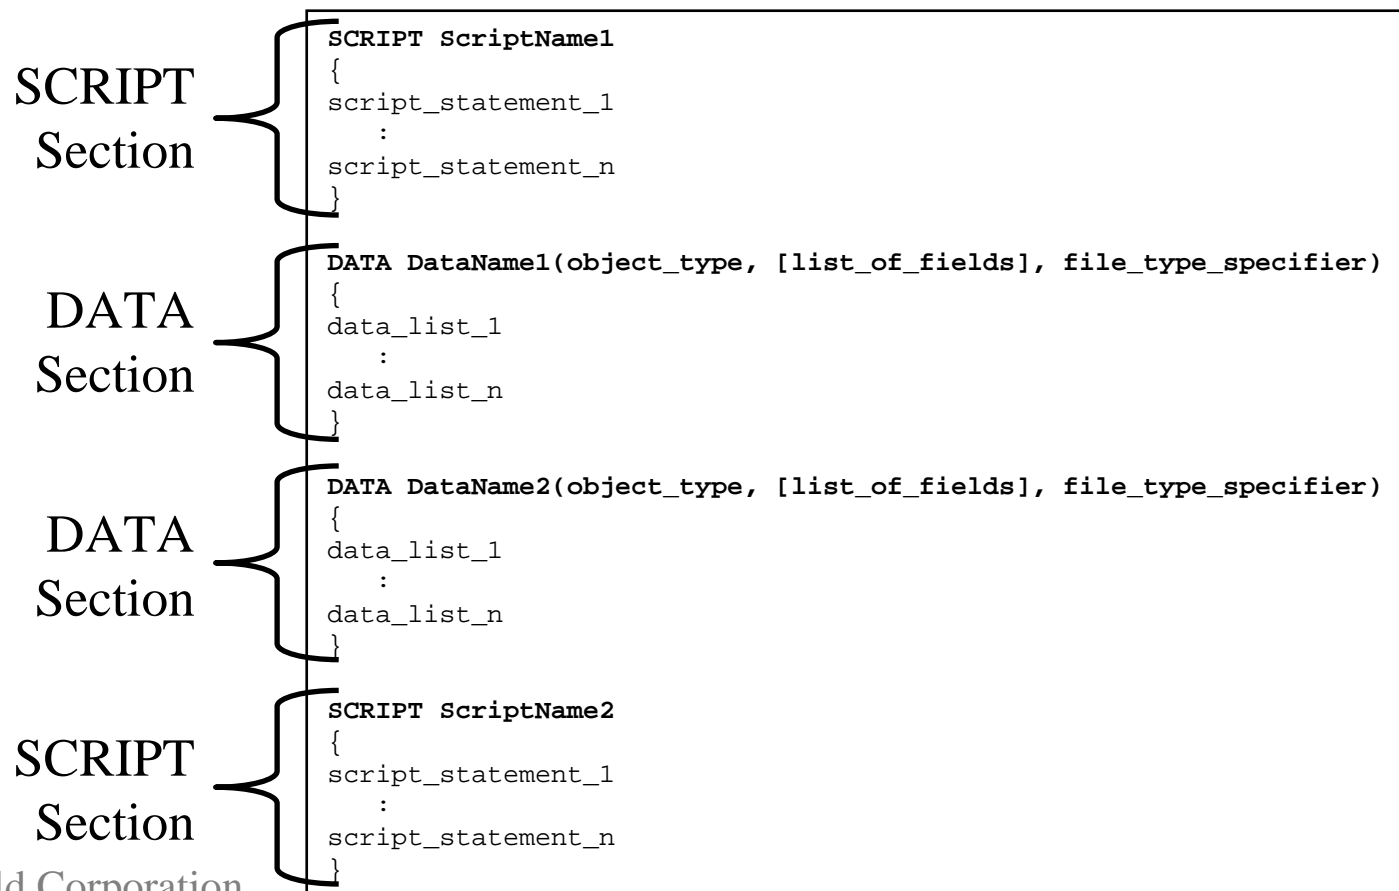 SCRIPT
Section
SCRIPT ScriptName1
{
script_statement_1
:
script_statement_n
}
DATA
Section
DATA DataName1(object_type, [list_of_fields], file_type_specifier)
{
data_list_1
:
data_list_n
}
DATA
Section
DATA DataName2(object_type, [list_of_fields], file_type_specifier)
{
data_list_1
:
data_list_n
}
SCRIPT
Section
SCRIPT ScriptName2
{
script_statement_1
:
script_statement_n
}
Corporation